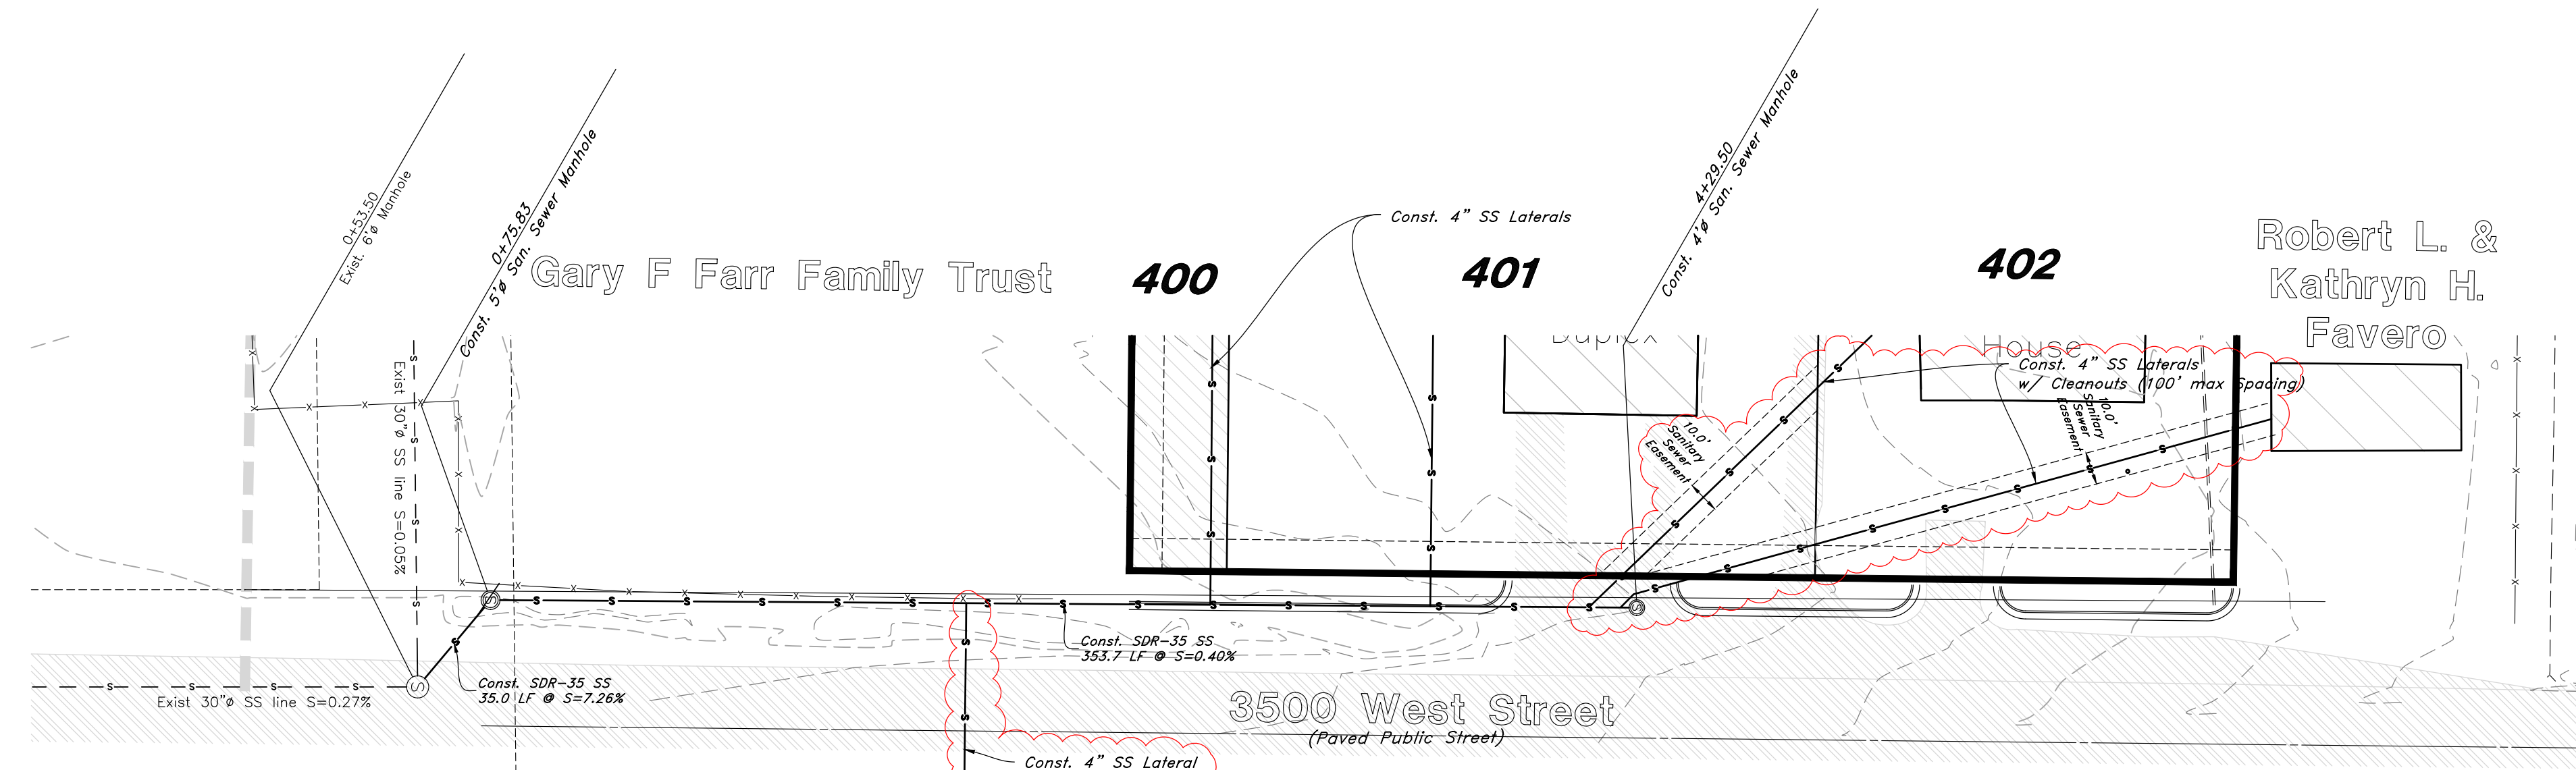 0+53.50
Exist. 6'ø Manhole
0+75.83
Const. 5'ø San. Sewer Manhole
Gary F Farr Family Trust
400
Const. 4" SS Laterals
401
4+29.50
Const. 4'ø San. Sewer Manhole
402
Robert L. &
Kathryn H.
Favero
Duplex
House
Const. 4" SS Laterals
w/ Cleanouts (100' max Spacing)
10.0'
Sanitary
Sewer
Easement
10.0'
Sanitary
Sewer
Easement
Exist 30"ø SS line S=0.05%
Const. SDR-35 SS
353.7 LF @ S=0.40%
Const. SDR-35 SS
35.0 LF @ S=7.26%
Exist 30"ø SS line S=0.27%
3500 West Street
(Paved Public Street)
Const. 4" SS Lateral